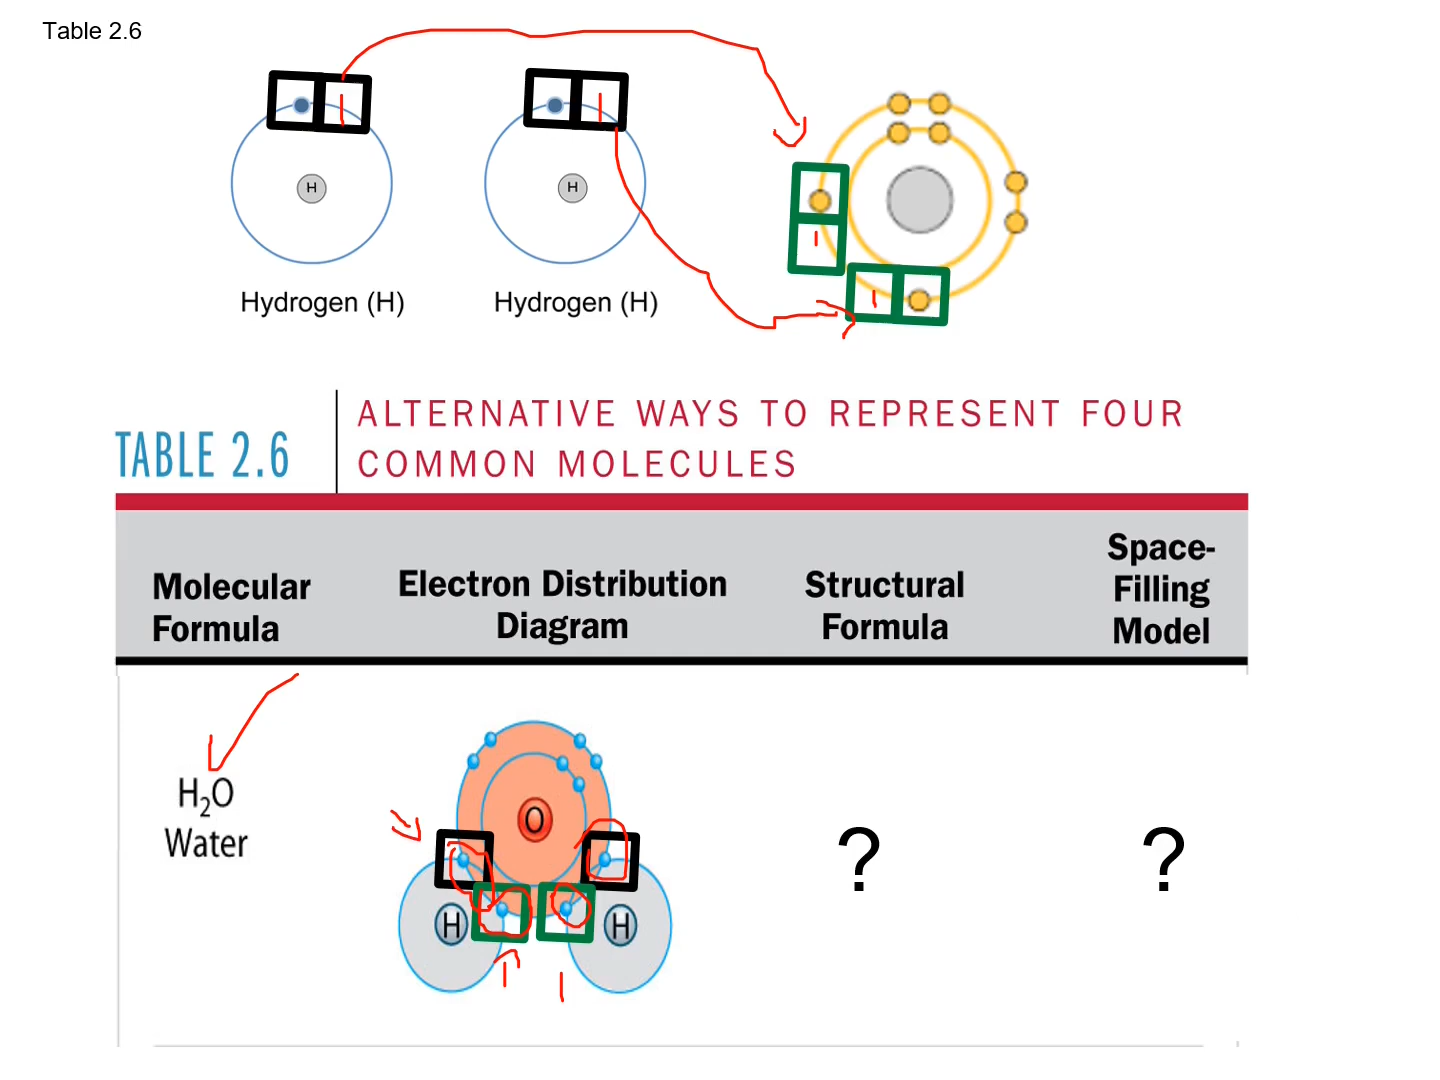 Table 2.6
H
H
Hydrogen (H)
Hydrogen (H)
TABLE 2.6
ALTERNATIVE WAYS TO REPRESENT FOUR
COMMON MOLECULES
Molecular
Formula
Electron Distribution
Diagram
Structural
Formula
Space-
Filling
Model
H₂O
Water
O
H
H
?
?